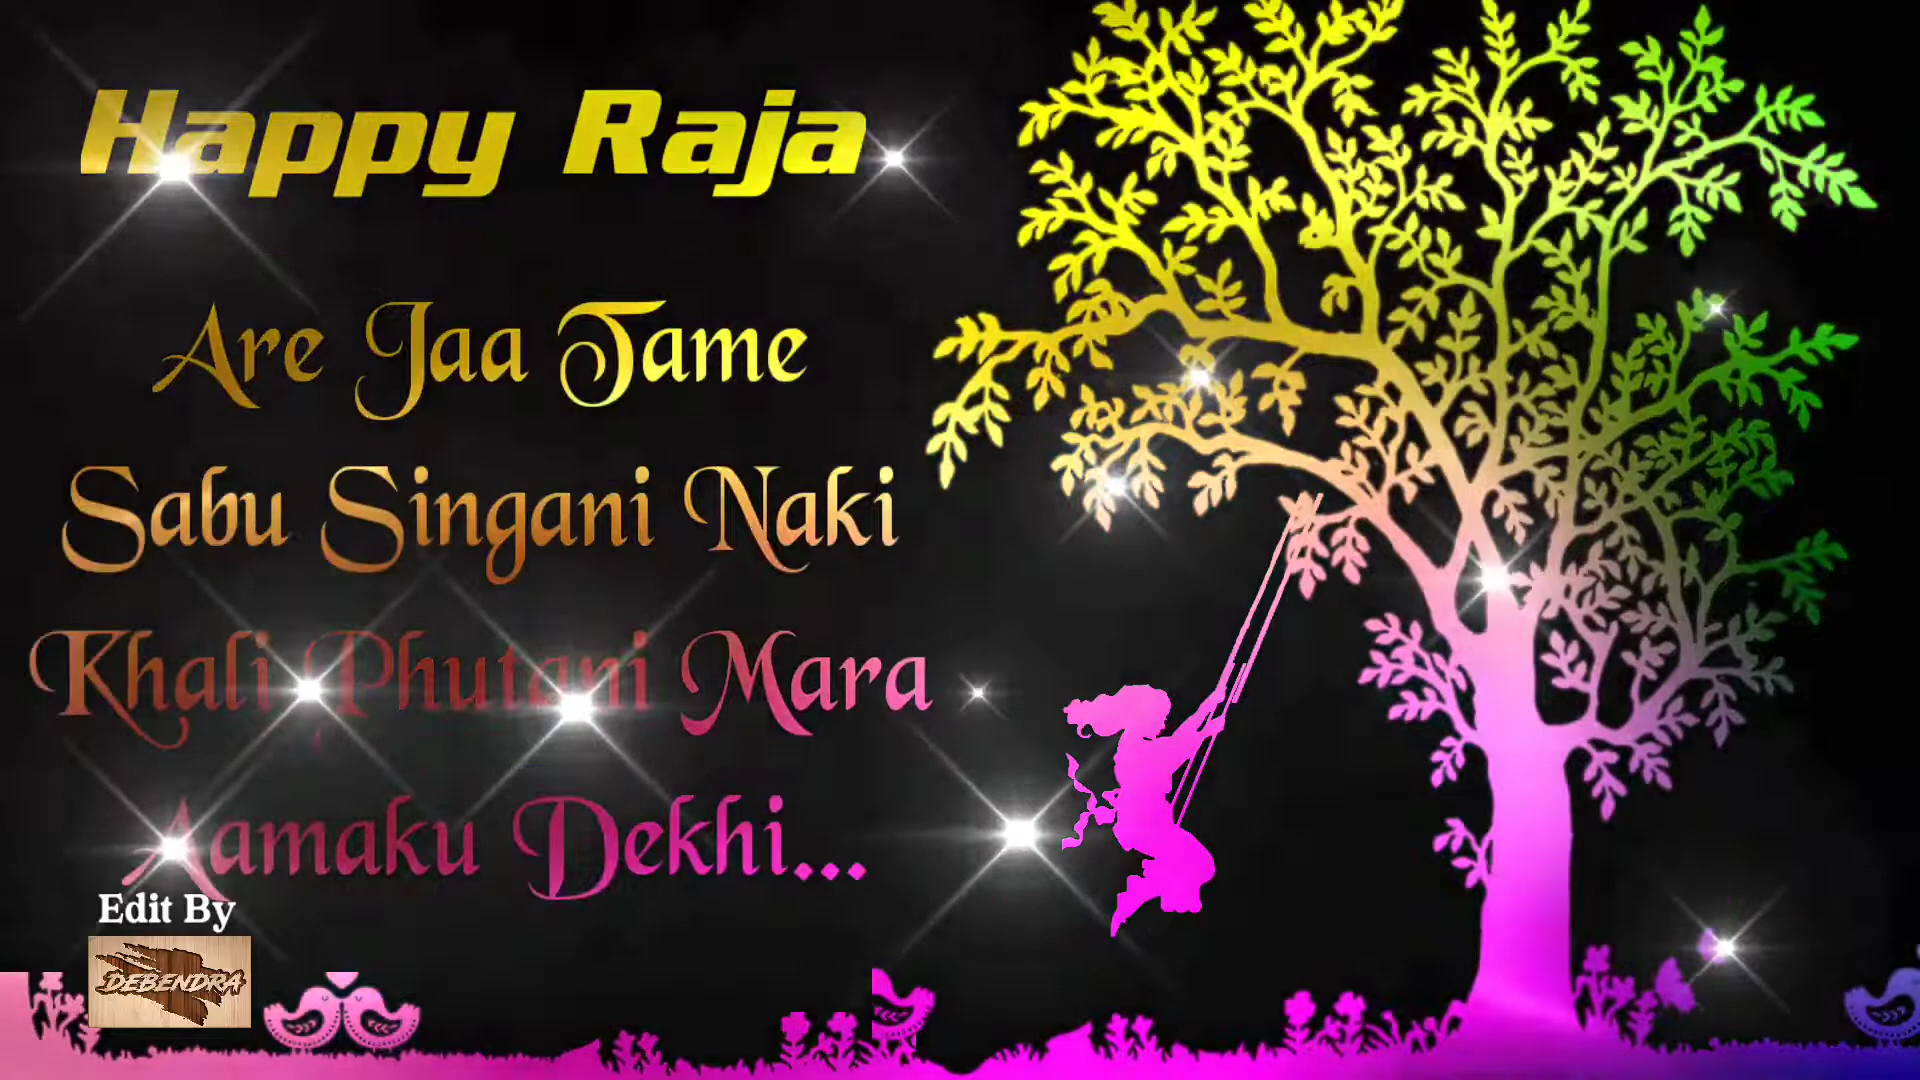 Happy Raja
Are Jaa Tame
Sabu Singani Naki
Khali Phutani Mara
Aamaku Dekhi...
Edit By
DEBENDRA